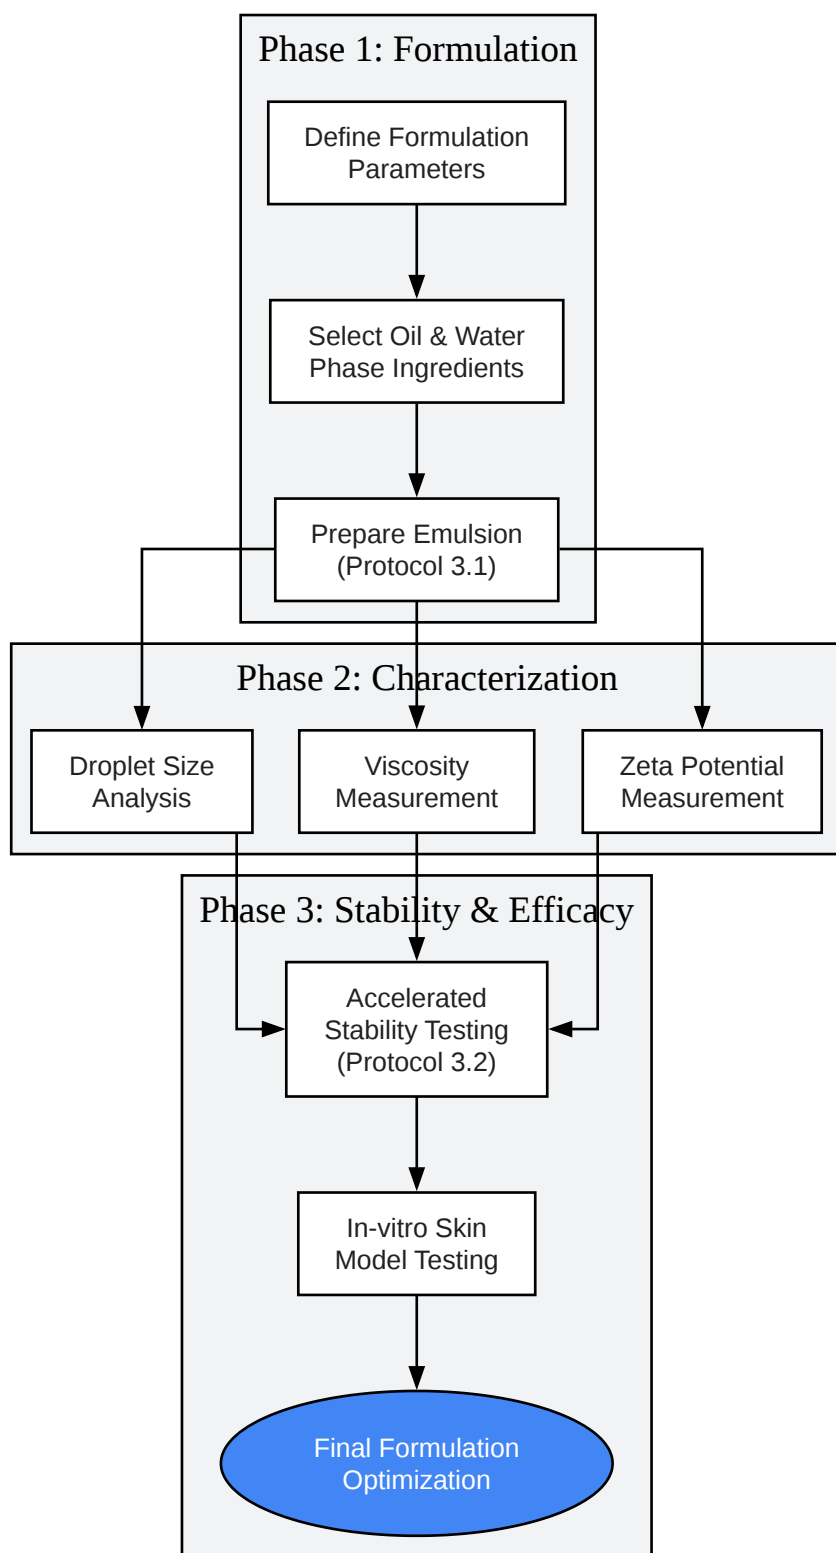 Phase 1: Formulation
Define Formulation
Parameters
Select Oil & Water
Phase Ingredients
Prepare Emulsion
(Protocol 3.1)
Phase 2: Characterization
Droplet Size
Analysis
Viscosity
Measurement
Zeta Potential
Measurement
Phase 3: Stability & Efficacy
Accelerated
Stability Testing
(Protocol 3.2)
In-vitro Skin
Model Testing
Final Formulation
Optimization